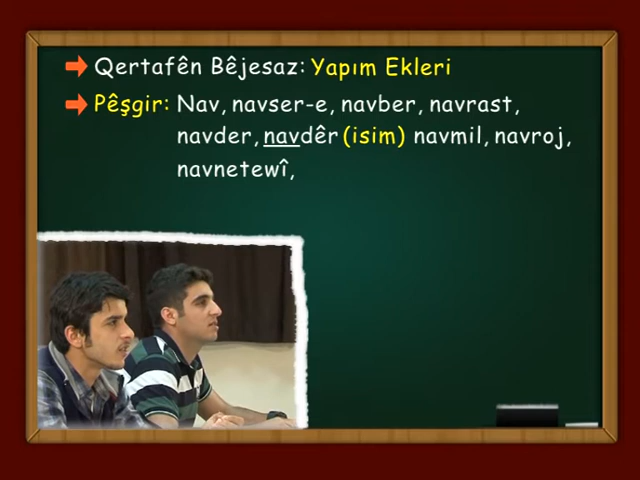 Qertafên Bêjesaz: Yapım Ekleri
Pêşgir: Nav, navser-e, navber, navrast,
navder, navdêr (isim) navmil, navroj,
navnetewî,